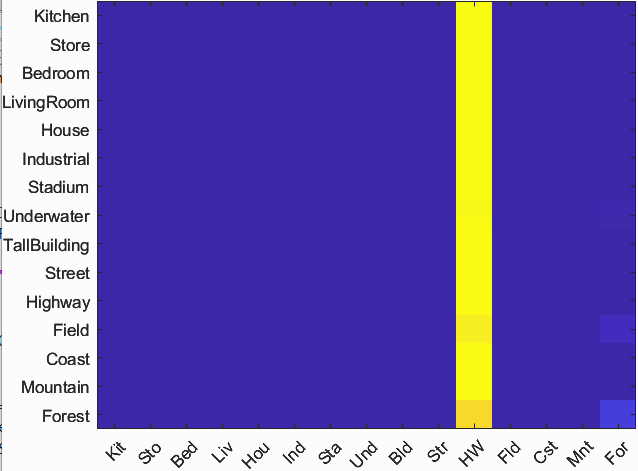 Kitchen
Store
Bedroom
LivingRoom
House
Industrial
Stadium
Underwater
TallBuilding
Street
Highway
Field
Coast
Mountain
Forest
Kit Sto Bed Liv Hou Ind Sta Und Bld Str HW Fld Cst Mnt For